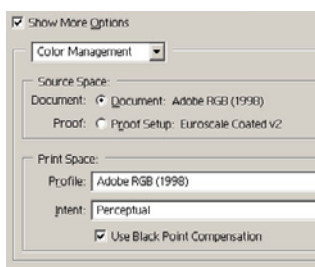 Show More Options
Color Management
Source Space:
Document: Document: Adobe RGB (1998)
Proof: Proof Setup: Euroscale Coated v2
Print Space:
Profile: Adobe RGB (1998)
Intent: Perceptual
Use Black Point Compensation